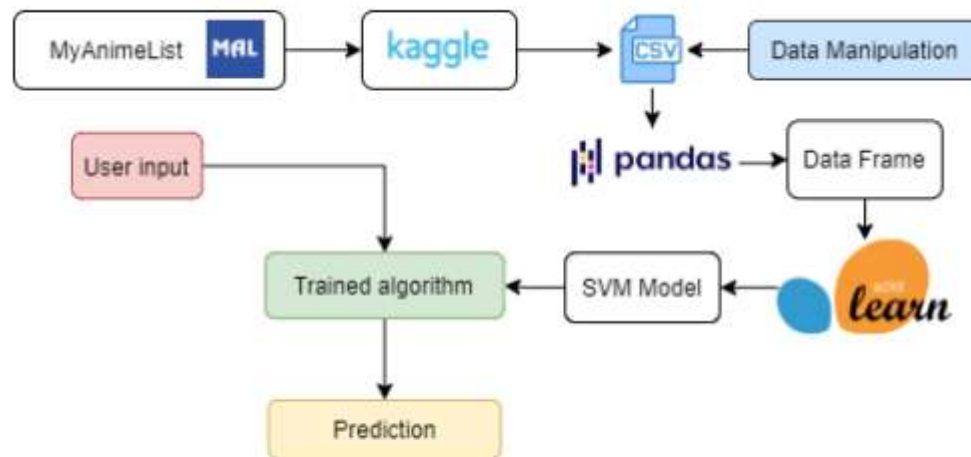 MyAnimeList
MAL
kaggle
CSV
Data Manipulation
User input
pandas
Data Frame
Trained algorithm
SVM Model
learn
Prediction